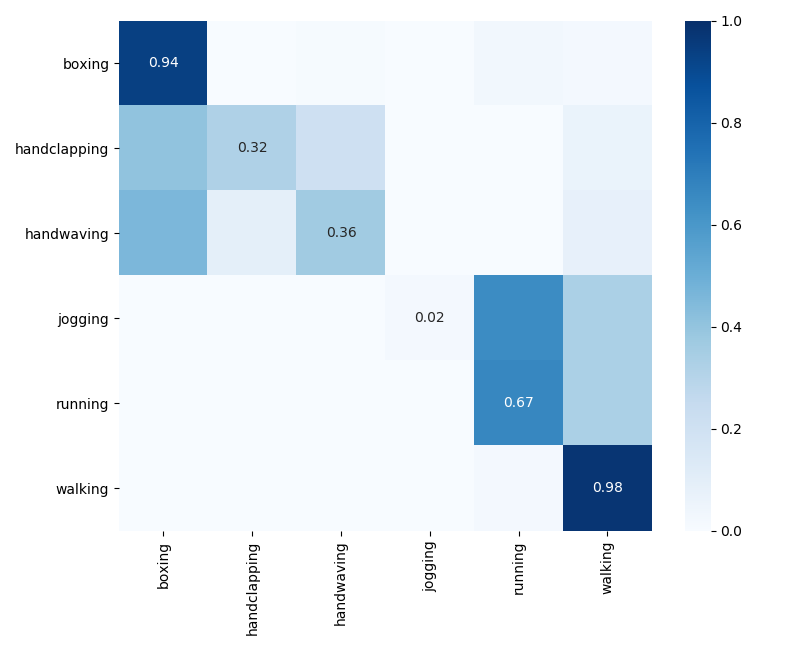 boxing
handclapping
handwaving
jogging
running
walking
0.94
0.32
0.36
0.02
0.67
0.98
boxing
handclapping
handwaving
jogging
running
walking
1.0
0.8
0.6
0.4
0.2
0.0